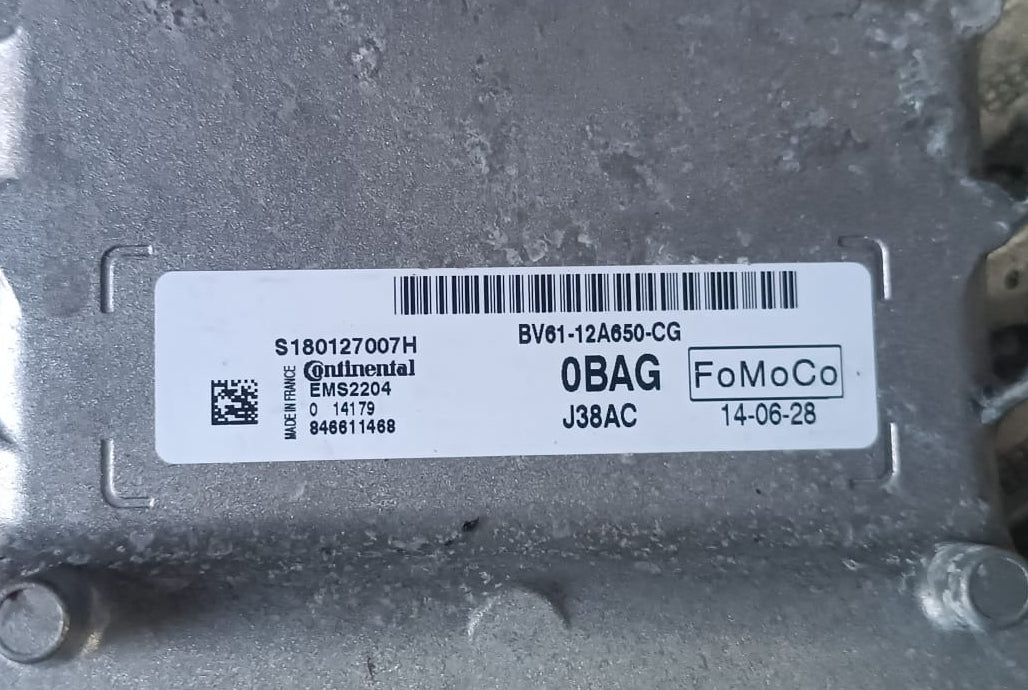 BV61-12A650-CG
S180127007H
MADE IN FRANCE
Continental
EMS2204
0 14179
846611468
0BAG
J38AC
FoMoCo
14-06-28